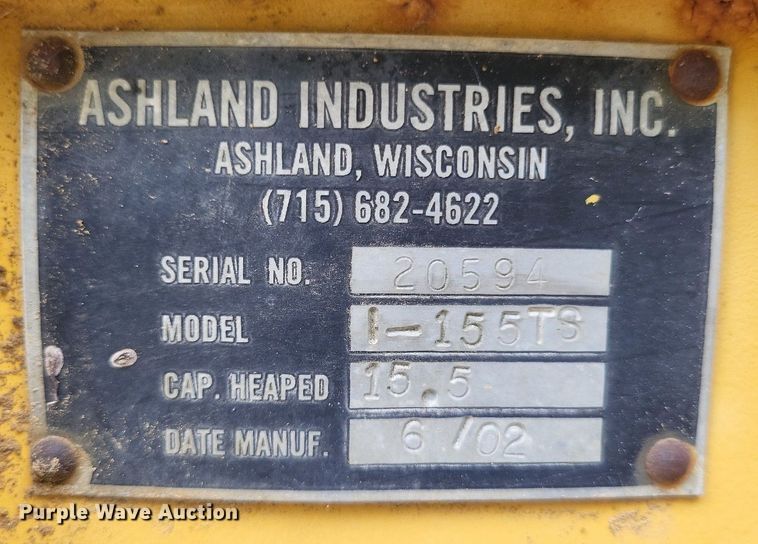 ASHLAND INDUSTRIES, INC.
ASHLAND, WISCONSIN
(715) 682-4622
SERIAL NO. 20594
MODEL I-155TS
CAP. HEAPED 15.5
DATE MANUF. 6/02
Purple Wave Auction